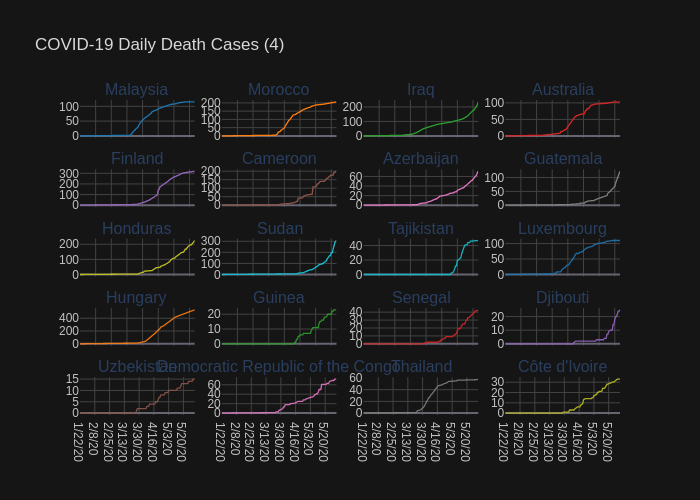 COVID-19 Daily Death Cases (4)
Malaysia Morocco Iraq Australia
100 50 0
200 150 100 50 0
200 100 0
100 50 0
Finland Cameroon Azerbaijan Guatemala
300 200 100 0
200 150 100 50 0
60 40 20 0
100 50 0
Honduras Sudan Tajikistan Luxembourg
200 100 0
300 200 100 0
40 20 0
100 50 0
Hungary Guinea Senegal Djibouti
400 200 0
20 10 0
40 30 20 10 0
20 10 0
Uzbekistan Democratic Republic of the Congo Thailand Côte d'Ivoire
15 10 5 0
60 40 20 0
60 40 20 0
30 20 10 0
1/22/20 2/8/20 2/25/20 3/13/20 3/30/20 4/16/20 5/3/20 5/20/20
1/22/20 2/8/20 2/25/20 3/13/20 3/30/20 4/16/20 5/3/20 5/20/20
1/22/20 2/8/20 2/25/20 3/13/20 3/30/20 4/16/20 5/3/20 5/20/20
1/22/20 2/8/20 2/25/20 3/13/20 3/30/20 4/16/20 5/3/20 5/20/20